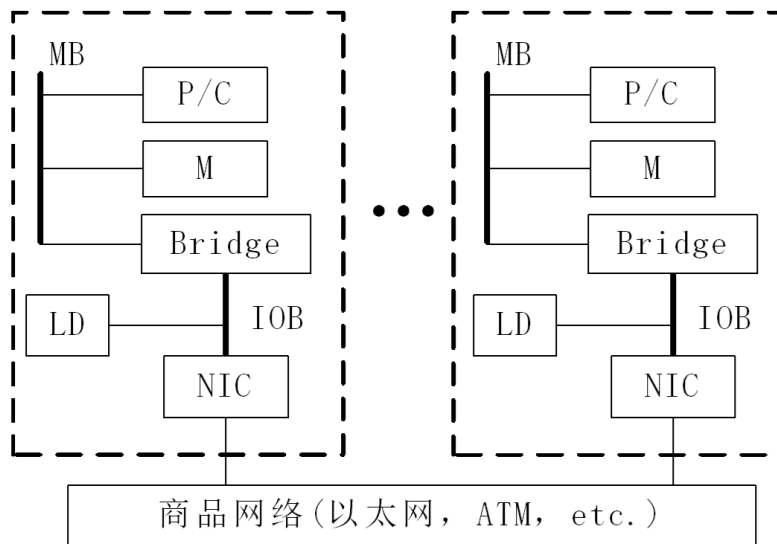 MB
P/C
M
Bridge
LD
IOB
NIC
MB
P/C
M
Bridge
LD
IOB
NIC
商品网络(以太网，ATM，etc.)